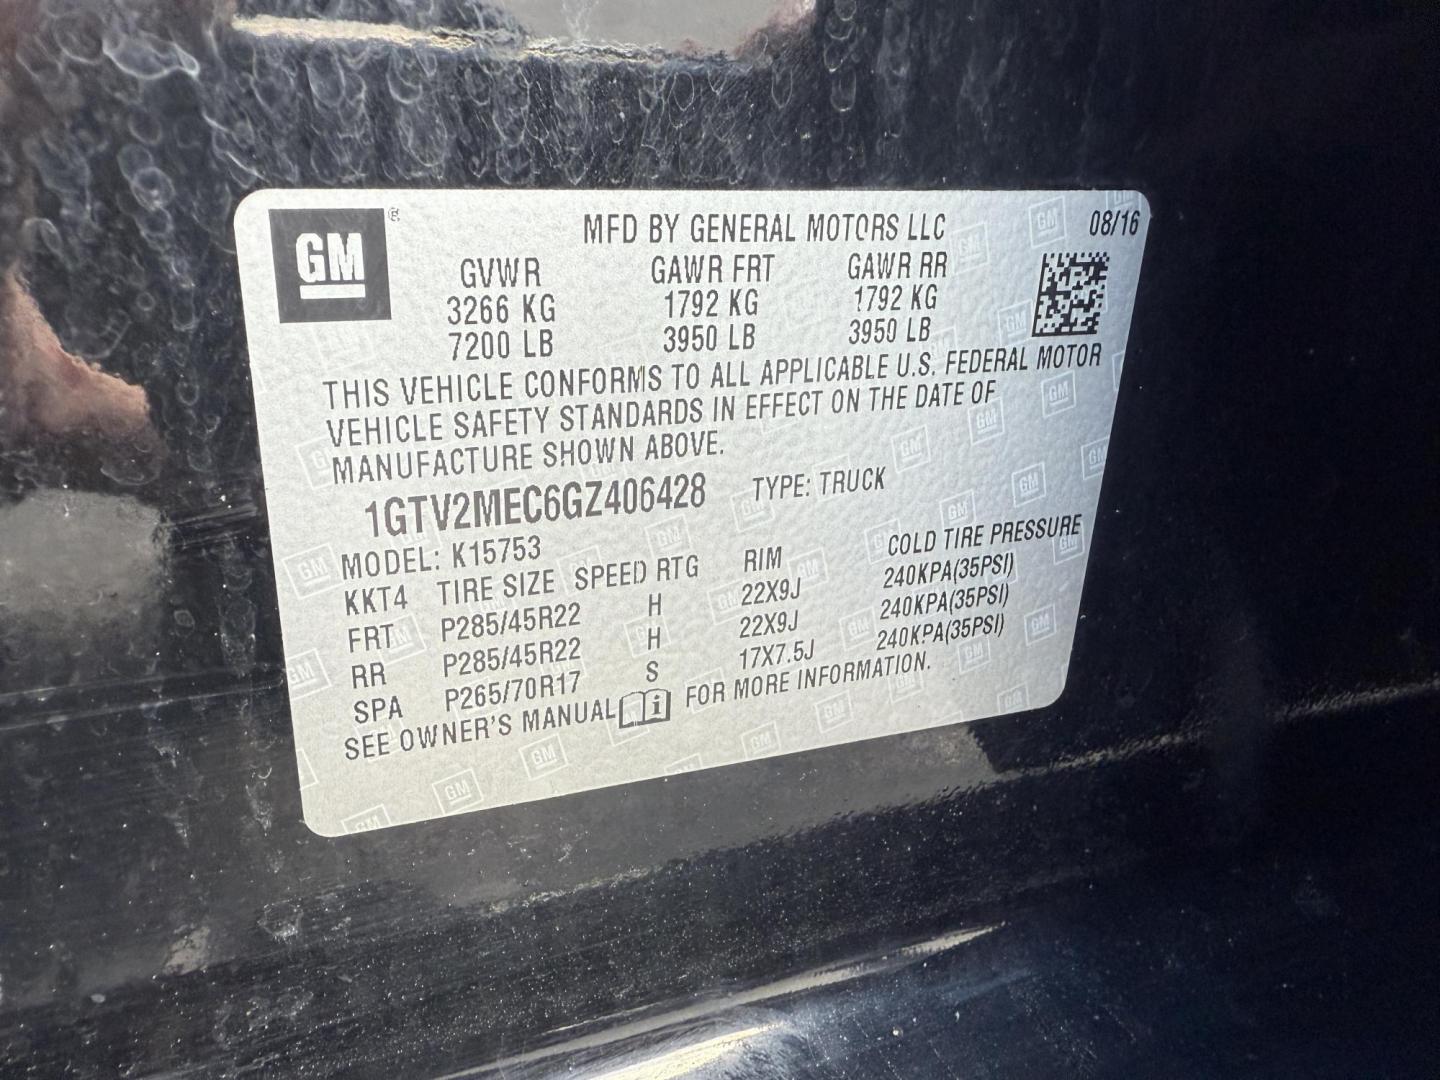 GM ®
MFD BY GENERAL MOTORS LLC 08/16
GVWR GAWR FRT GAWR RR
3266 KG 1792 KG 1792 KG
7200 LB 3950 LB 3950 LB
THIS VEHICLE CONFORMS TO ALL APPLICABLE U.S. FEDERAL MOTOR
VEHICLE SAFETY STANDARDS IN EFFECT ON THE DATE OF
MANUFACTURE SHOWN ABOVE.
1GTV2MEC6GZ406428 TYPE: TRUCK
MODEL: K15753
KKT4 TIRE SIZE SPEED RTG RIM COLD TIRE PRESSURE
FRT P285/45R22 H 22X9J 240KPA(35PSI)
RR P285/45R22 H 22X9J 240KPA(35PSI)
SPA P265/70R17 S 17X7.5J 240KPA(35PSI)
SEE OWNER'S MANUAL FOR MORE INFORMATION.